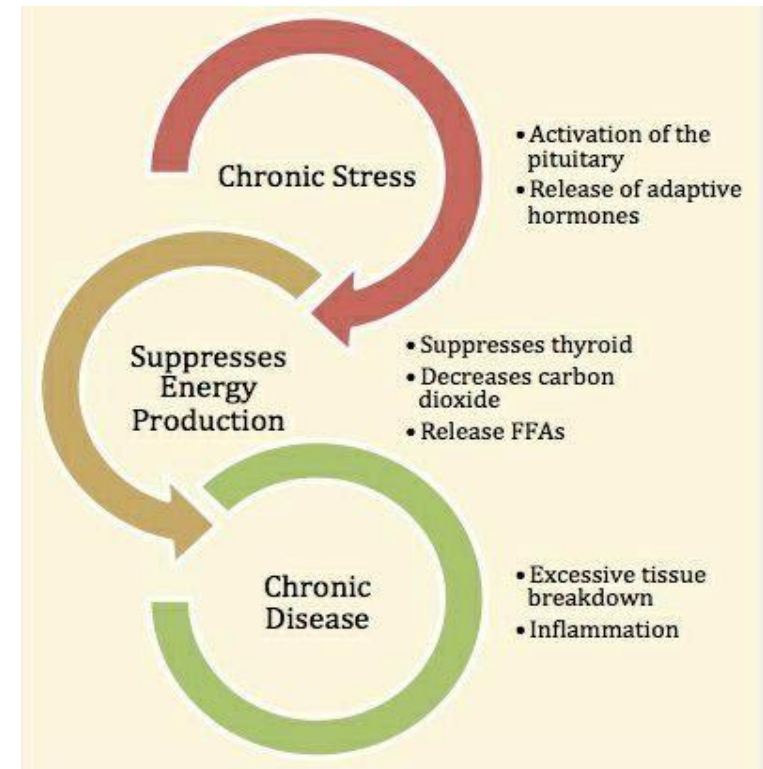 Chronic Stress
• Activation of the
pituitary
• Release of adaptive
hormones
Suppresses
Energy
Production
• Suppresses thyroid
• Decreases carbon
dioxide
• Release FFAs
Chronic
Disease
• Excessive tissue
breakdown
• Inflammation